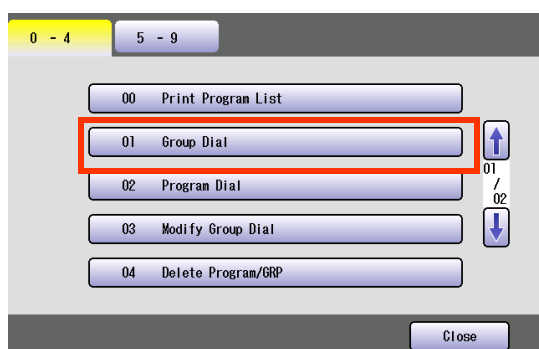 0 - 4
5 - 9
00 Print Program List
01 Group Dial
02 Program Dial
03 Modify Group Dial
04 Delete Program/GRP
01
/
02
Close